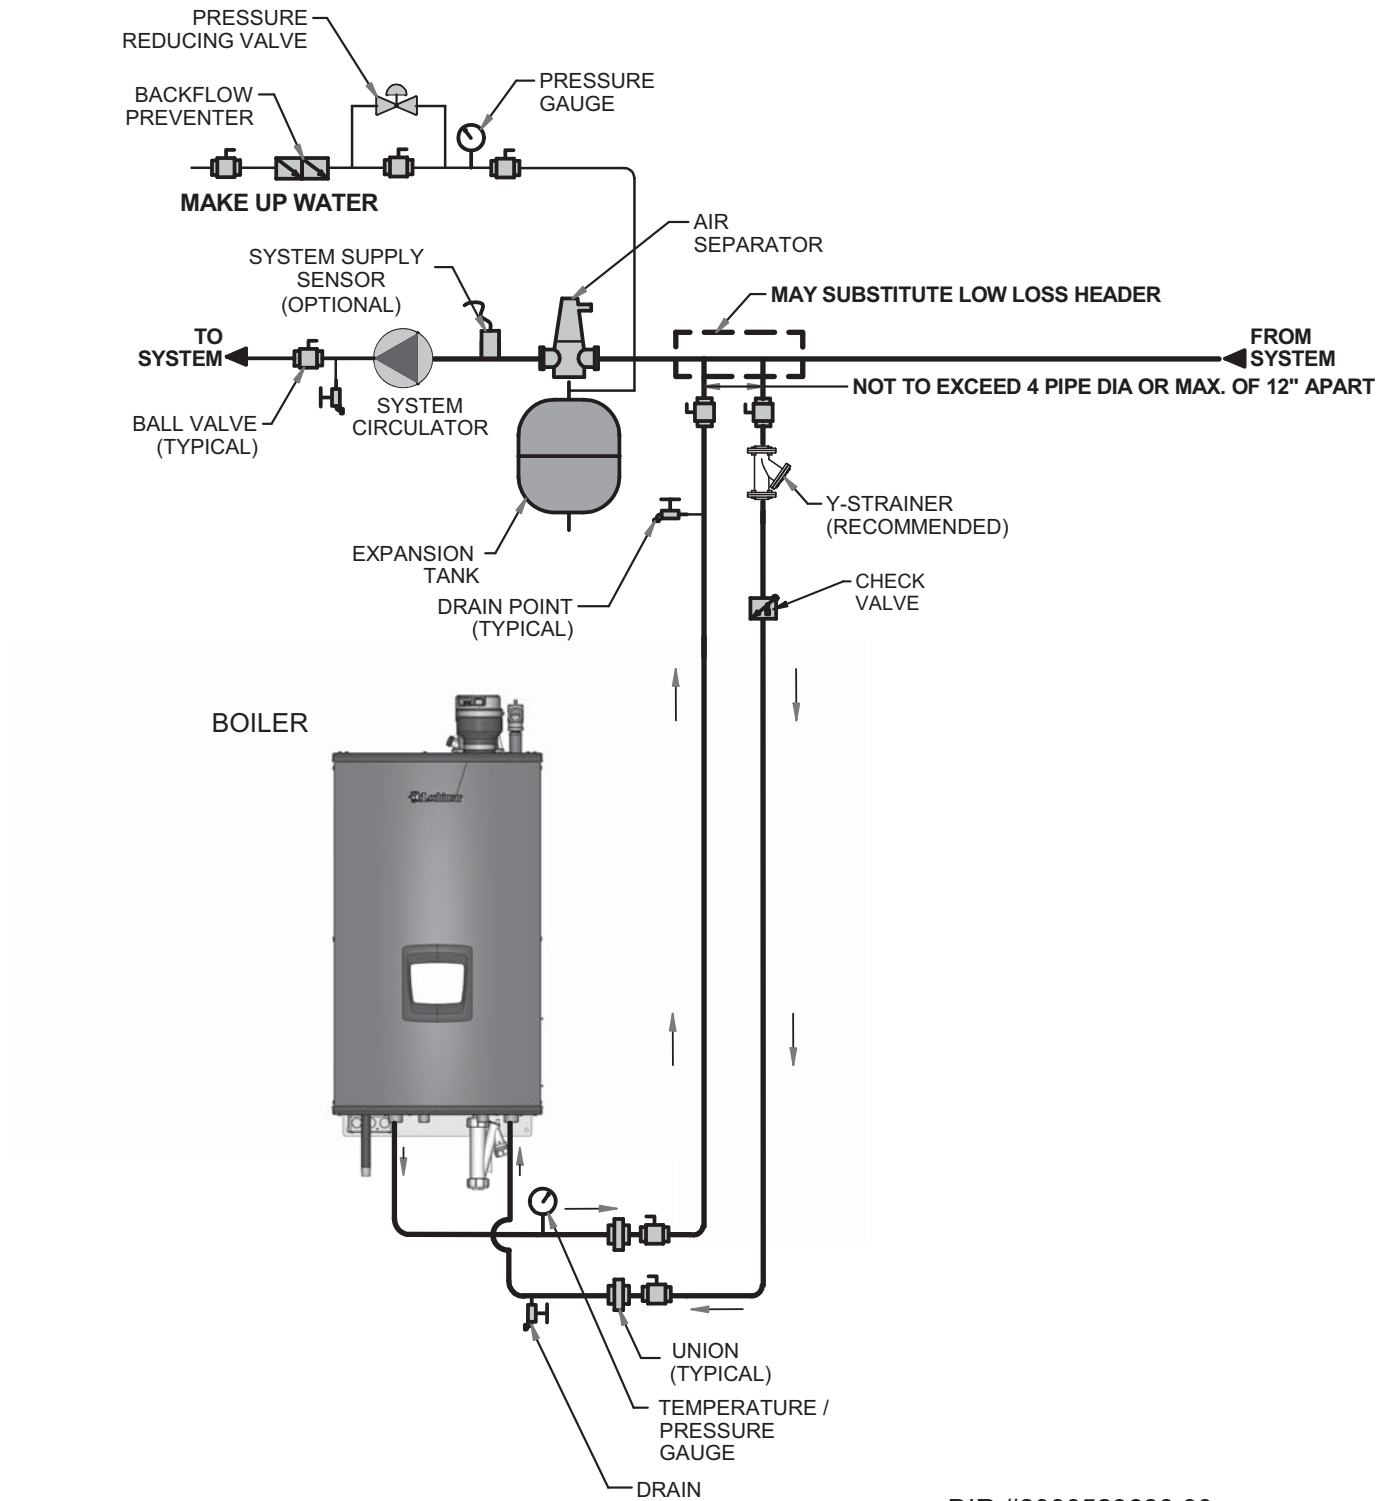 PRESSURE
REDUCING VALVE
PRESSURE
GAUGE
BACKFLOW
PREVENTER
MAKE UP WATER
AIR
SEPARATOR
SYSTEM SUPPLY
SENSOR
(OPTIONAL)
MAY SUBSTITUTE LOW LOSS HEADER
TO
SYSTEM
FROM
SYSTEM
NOT TO EXCEED 4 PIPE DIA OR MAX. OF 12" APART
SYSTEM
CIRCULATOR
BALL VALVE
(TYPICAL)
Y-STRAINER
(RECOMMENDED)
EXPANSION
TANK
CHECK
VALVE
DRAIN POINT
(TYPICAL)
BOILER
Lochinvar
UNION
(TYPICAL)
TEMPERATURE /
PRESSURE
GAUGE
DRAIN